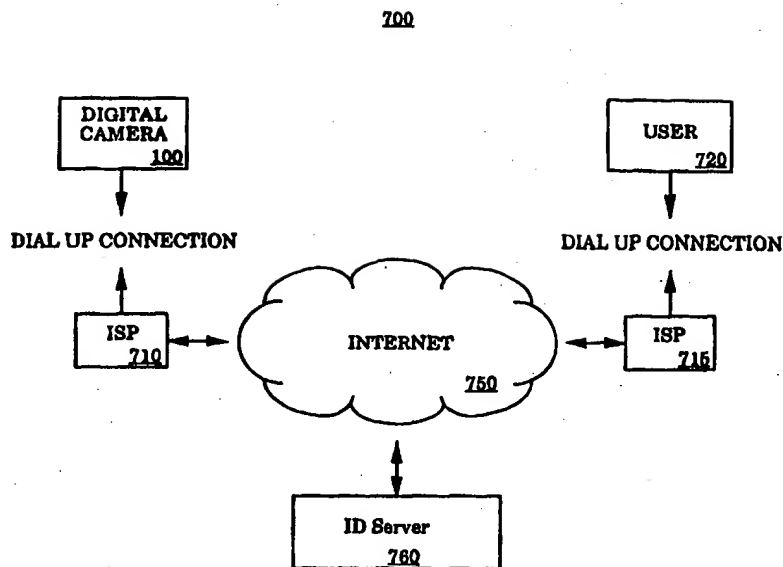 700
DIGITAL
CAMERA
100
USER
720
DIAL UP CONNECTION
DIAL UP CONNECTION
ISP
710
INTERNET
750
ISP
715
ID Server
760